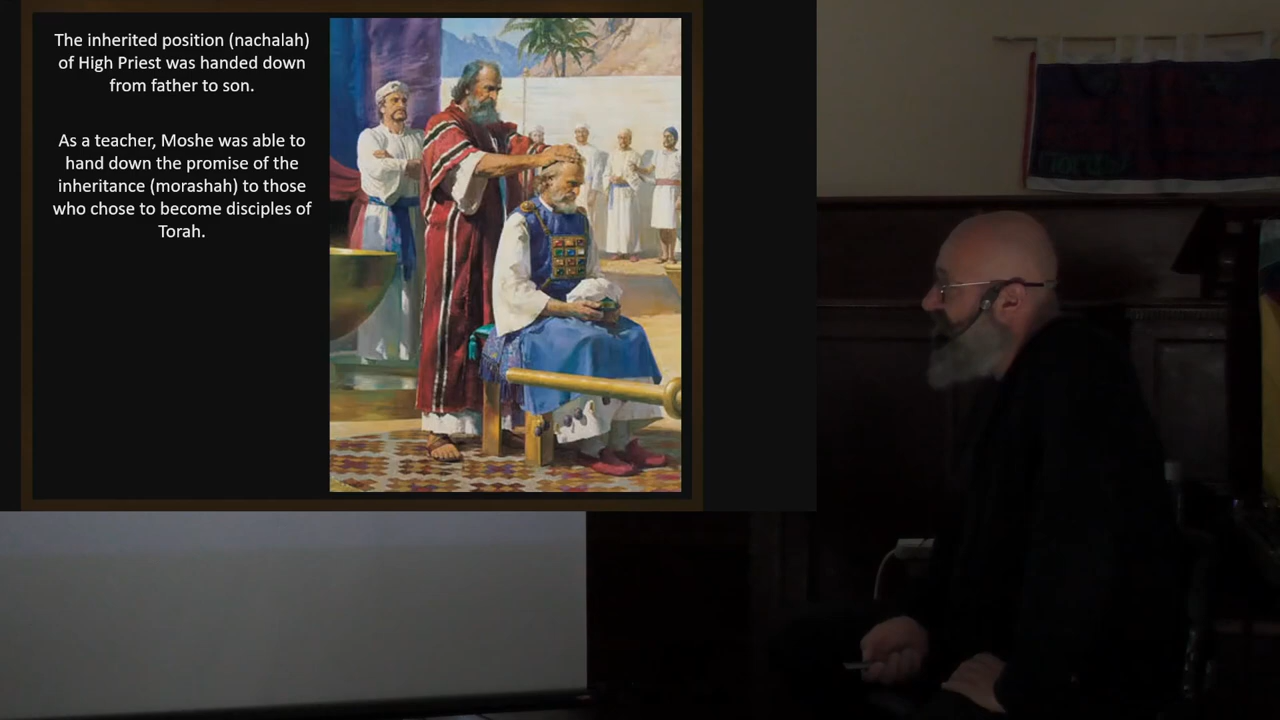 The inherited position (nachalah)
of High Priest was handed down
from father to son.
As a teacher, Moshe was able to
hand down the promise of the
inheritance (morashah) to those
who chose to become disciples of
Torah.